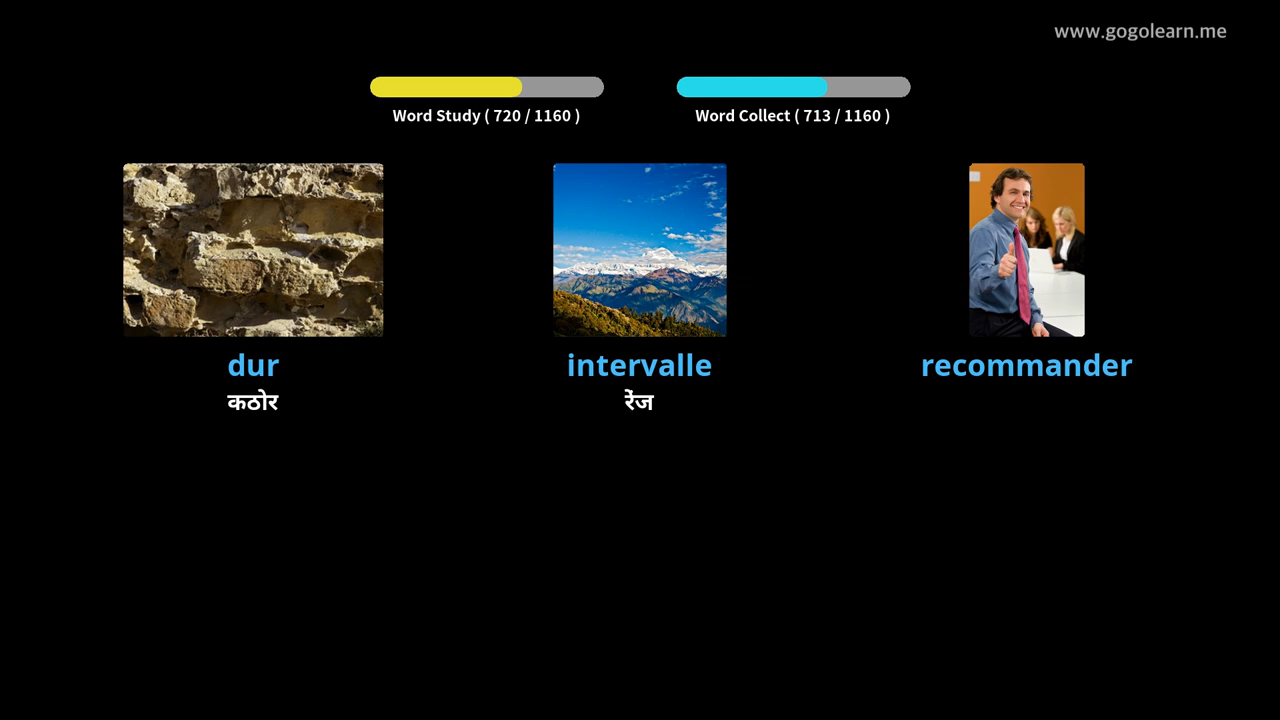 www.gogolearn.me
Word Study ( 720 / 1160 )
Word Collect ( 713 / 1160 )
dur
कठोर
intervalle
रेंज
recommander